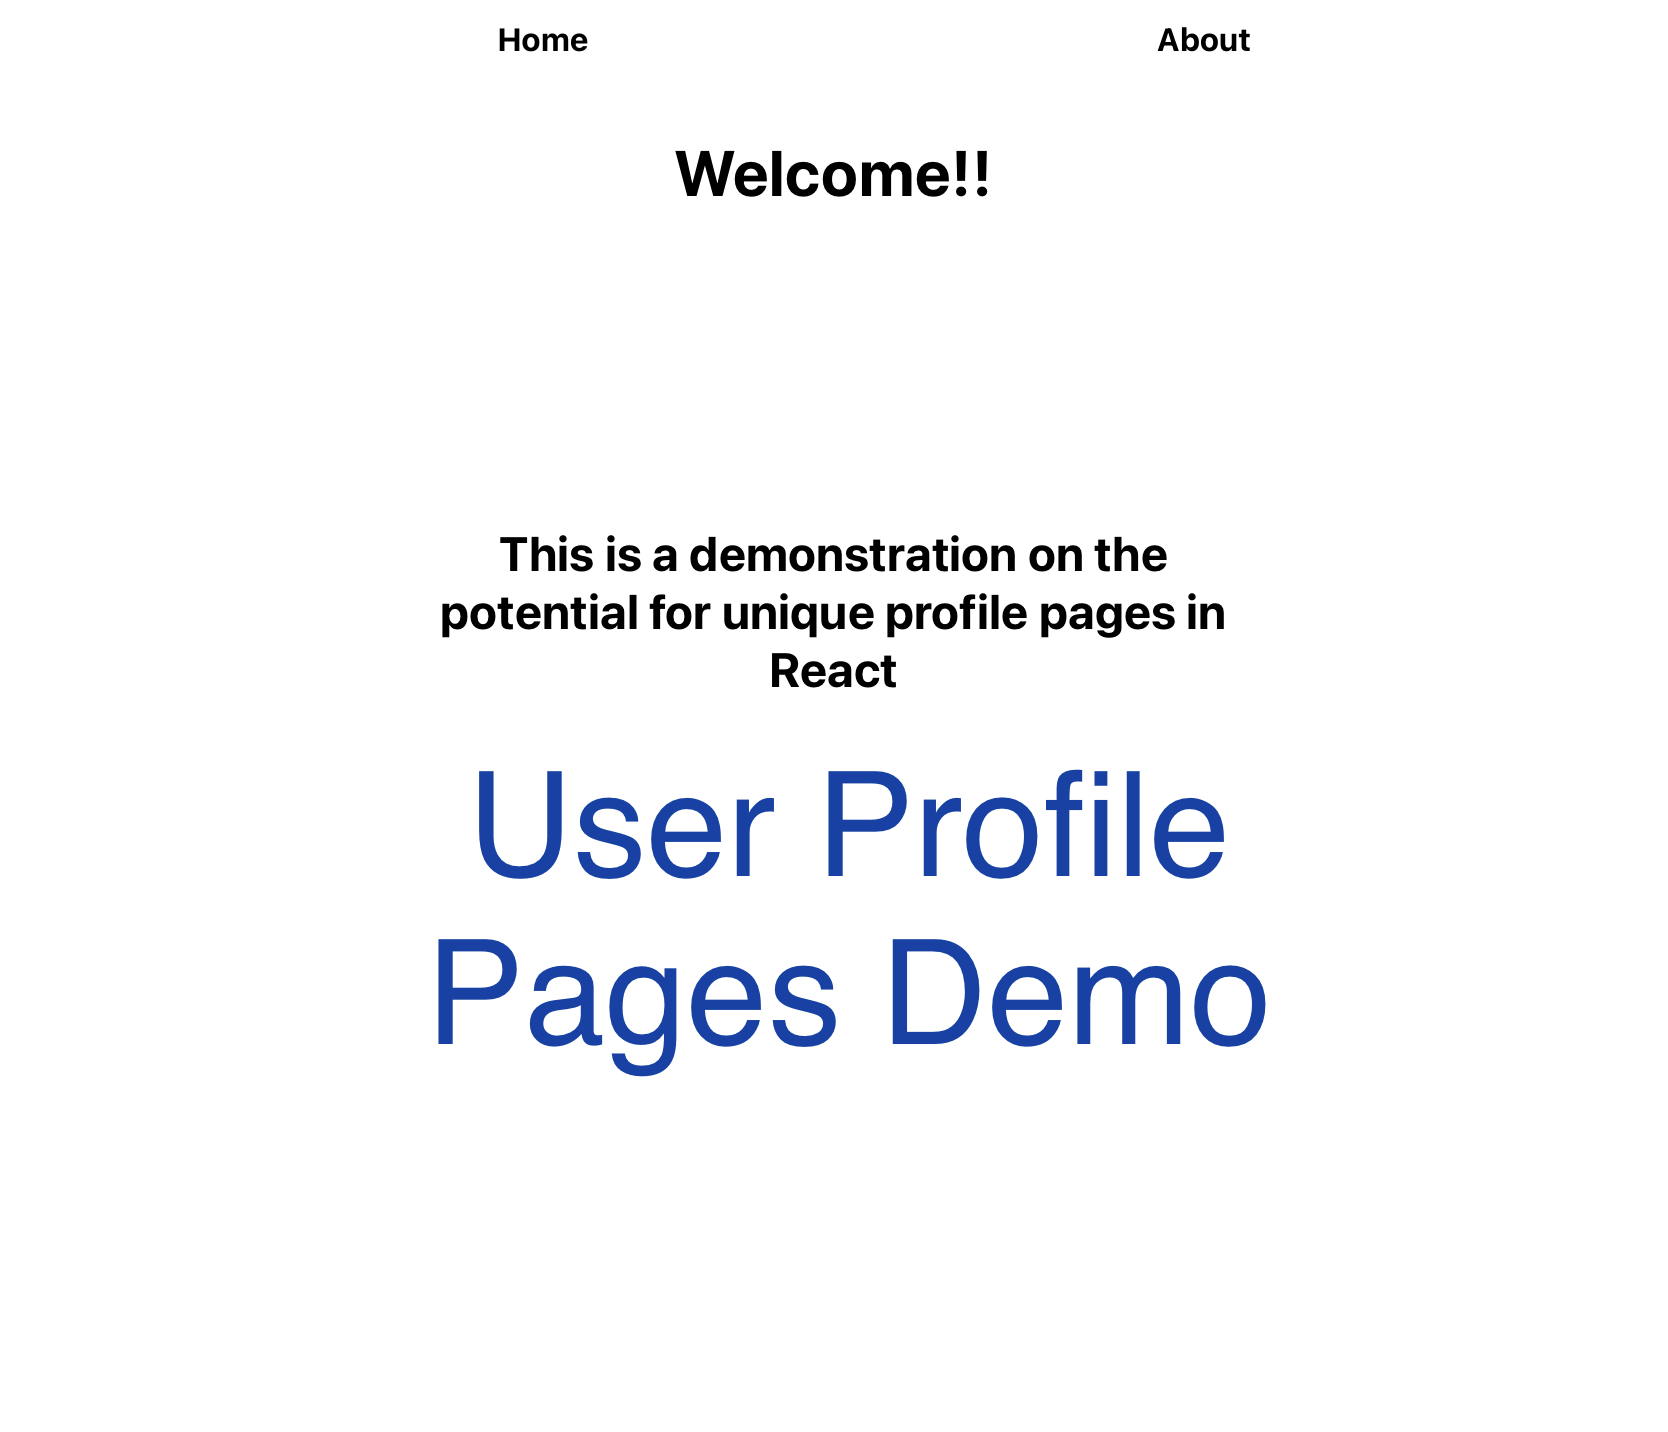 Home About
Welcome!!
This is a demonstration on the
potential for unique profile pages in
React
User Profile
Pages Demo